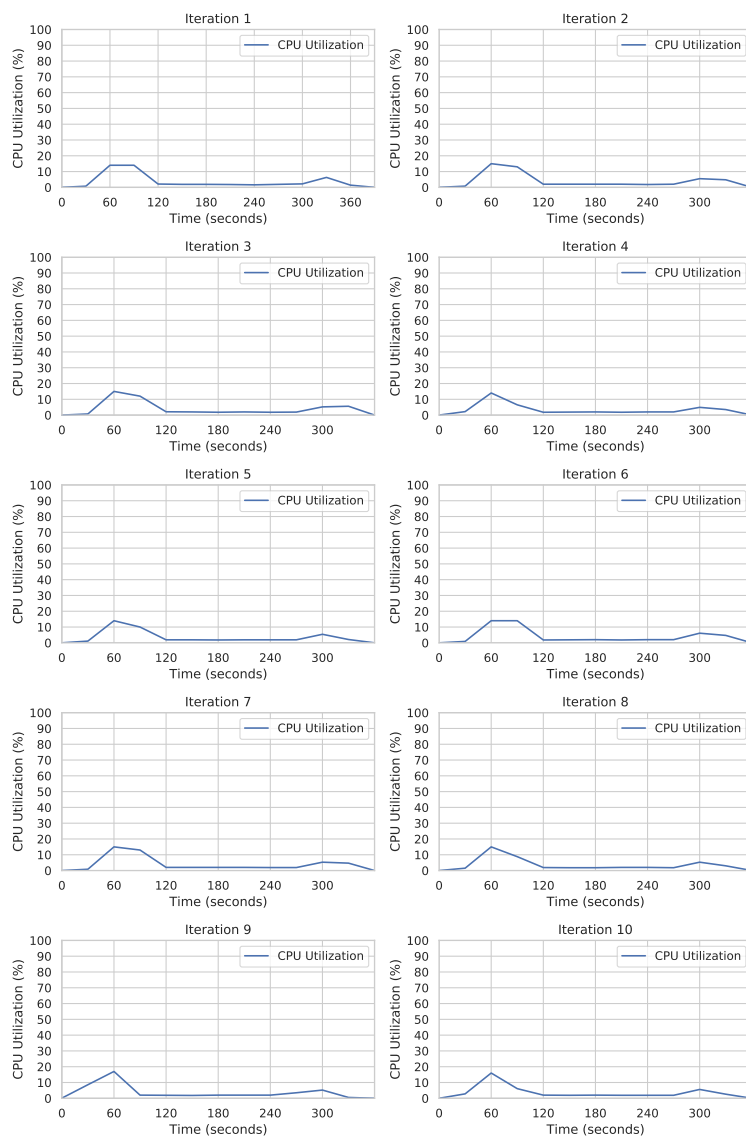 Iteration 1
CPU Utilization (%)
100
90
80
70
60
50
40
30
20
10
0
CPU Utilization
0 60 120 180 240 300 360
Time (seconds)
Iteration 2
CPU Utilization (%)
100
90
80
70
60
50
40
30
20
10
0
CPU Utilization
0 60 120 180 240 300
Time (seconds)
Iteration 3
CPU Utilization (%)
100
90
80
70
60
50
40
30
20
10
0
CPU Utilization
0 60 120 180 240 300
Time (seconds)
Iteration 4
CPU Utilization (%)
100
90
80
70
60
50
40
30
20
10
0
CPU Utilization
0 60 120 180 240 300
Time (seconds)
Iteration 5
CPU Utilization (%)
100
90
80
70
60
50
40
30
20
10
0
CPU Utilization
0 60 120 180 240 300
Time (seconds)
Iteration 6
CPU Utilization (%)
100
90
80
70
60
50
40
30
20
10
0
CPU Utilization
0 60 120 180 240 300
Time (seconds)
Iteration 7
CPU Utilization (%)
100
90
80
70
60
50
40
30
20
10
0
CPU Utilization
0 60 120 180 240 300
Time (seconds)
Iteration 8
CPU Utilization (%)
100
90
80
70
60
50
40
30
20
10
0
CPU Utilization
0 60 120 180 240 300
Time (seconds)
Iteration 9
CPU Utilization (%)
100
90
80
70
60
50
40
30
20
10
0
CPU Utilization
0 60 120 180 240 300
Time (seconds)
Iteration 10
CPU Utilization (%)
100
90
80
70
60
50
40
30
20
10
0
CPU Utilization
0 60 120 180 240 300
Time (seconds)